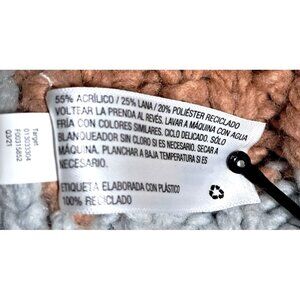 55% ACRÍLICO / 25% LANA / 20% POLIÉSTER RECICLADO
VOLTEAR LA PRENDA AL REVÉS. LAVAR A MÁQUINA CON AGUA
FRÍA CON COLORES SIMILARES. CICLO DELICADO. SÓLO
BLANQUEADOR SIN CLORO SI ES NECESARIO. SECAR A
MÁQUINA. PLANCHAR A BAJA TEMPERATURA SI ES
NECESARIO.
ETIQUETA ELABORADA CON PLÁSTICO
100% RECICLADO
Target
F00315852
03/21